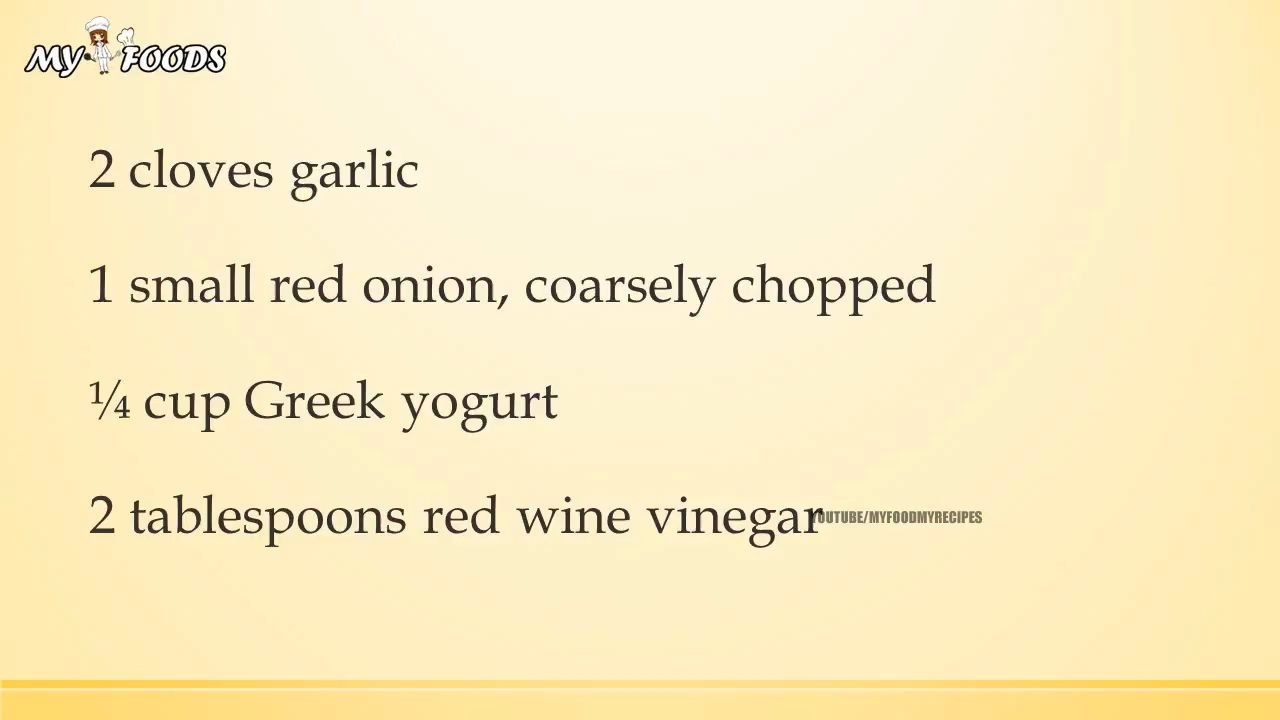 MY FOODS
2 cloves garlic
1 small red onion, coarsely chopped
¼ cup Greek yogurt
2 tablespoons red wine vinegar
YOUTUBE/MYFOODMYRECIPES